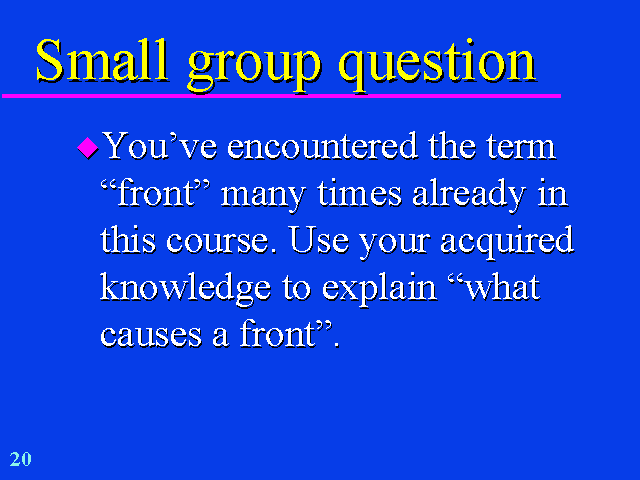 Small group question
You’ve encountered the term
“front” many times already in
this course. Use your acquired
knowledge to explain “what
causes a front”.
20